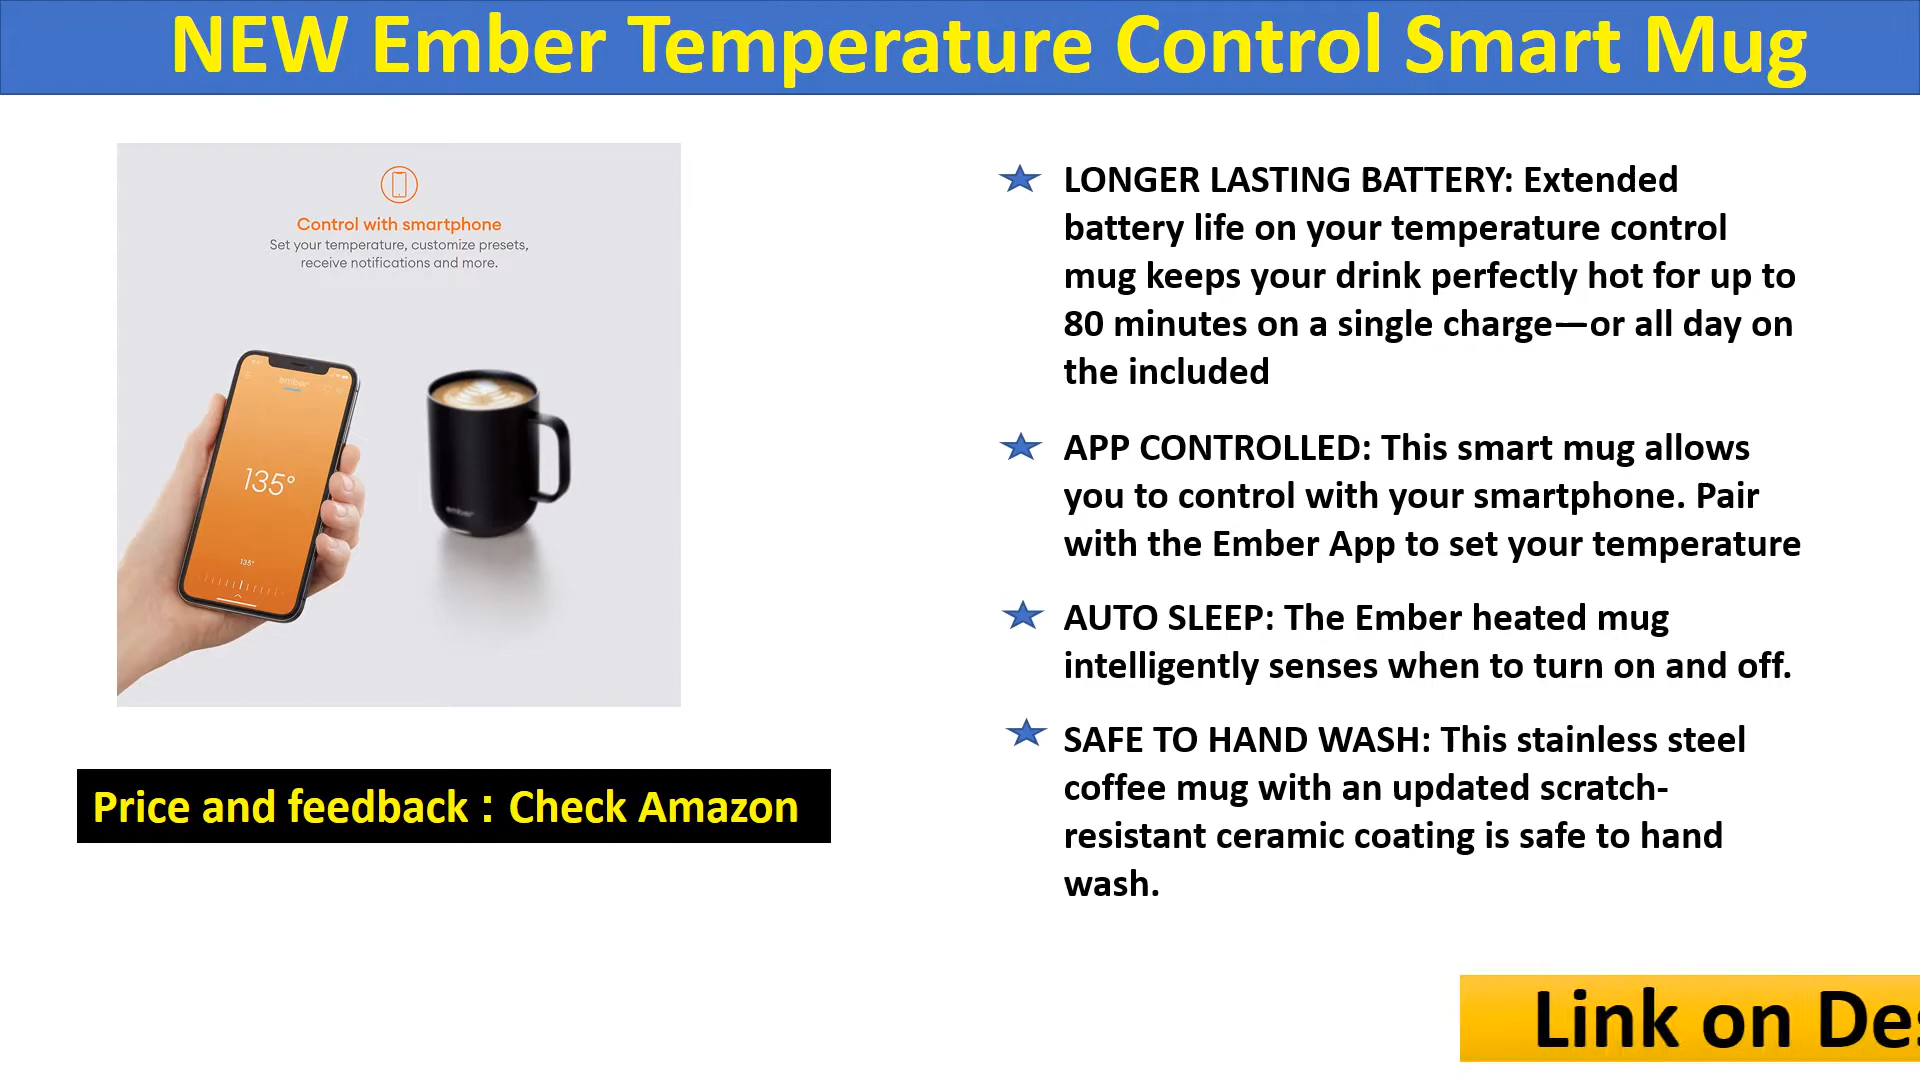 NEW Ember Temperature Control Smart Mug
Control with smartphone
Set your temperature, customize presets,
receive notifications and more.
ember
135°
135°
ember
Price and feedback : Check Amazon
LONGER LASTING BATTERY: Extended
battery life on your temperature control
mug keeps your drink perfectly hot for up to
80 minutes on a single charge—or all day on
the included
APP CONTROLLED: This smart mug allows
you to control with your smartphone. Pair
with the Ember App to set your temperature
AUTO SLEEP: The Ember heated mug
intelligently senses when to turn on and off.
SAFE TO HAND WASH: This stainless steel
coffee mug with an updated scratch-
resistant ceramic coating is safe to hand
wash.
Link on Des